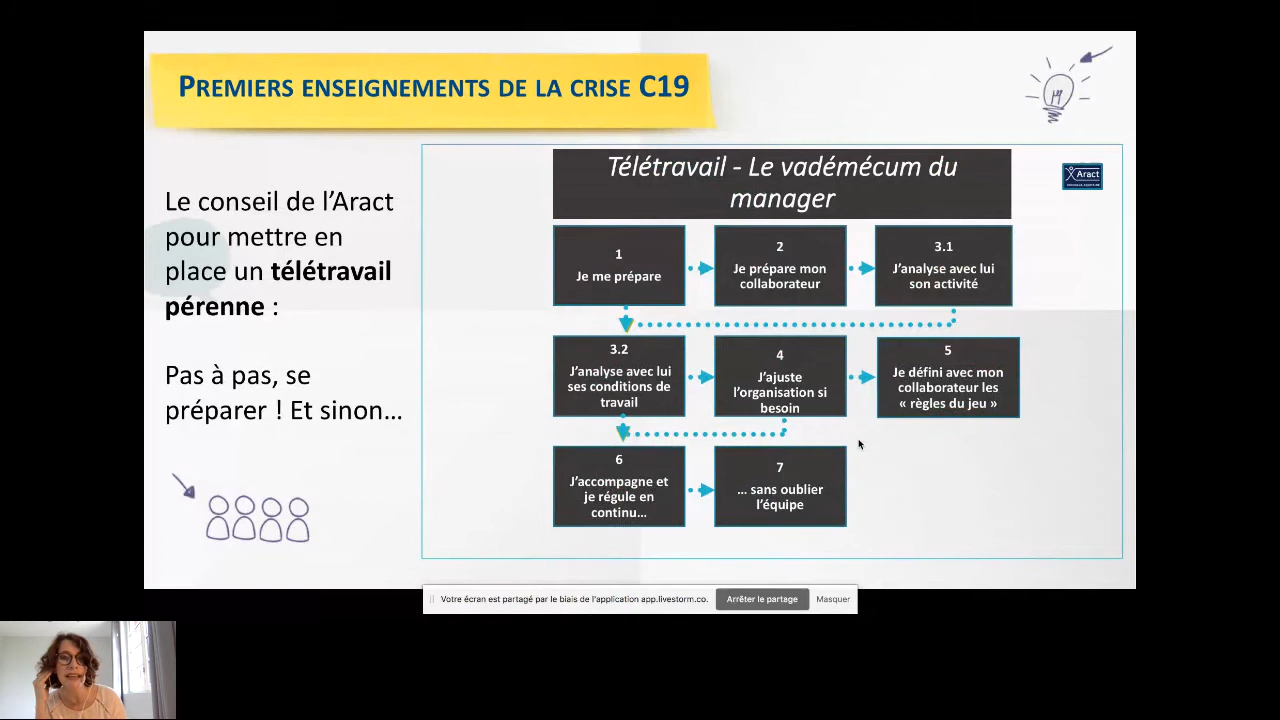 PREMIERS ENSEIGNEMENTS DE LA CRISE C19
Le conseil de l'Aract
pour mettre en
place un télétravail
pérenne :
Pas à pas, se
préparer ! Et sinon...
Télétravail - Le vadémécum du
manager
Aract
1
Je me prépare
2
Je prépare mon
collaborateur
3.1
J'analyse avec lui
son activité
3.2
J'analyse avec lui
ses conditions de
travail
4
J'ajuste
l'organisation si
besoin
5
Je défini avec mon
collaborateur les
« règles du jeu »
6
J'accompagne et
je régule en
continu...
7
... sans oublier
l'équipe
Votre écran est partagé par le biais de l'application app.livestorm.co.
Arrêter le partage
Masquer